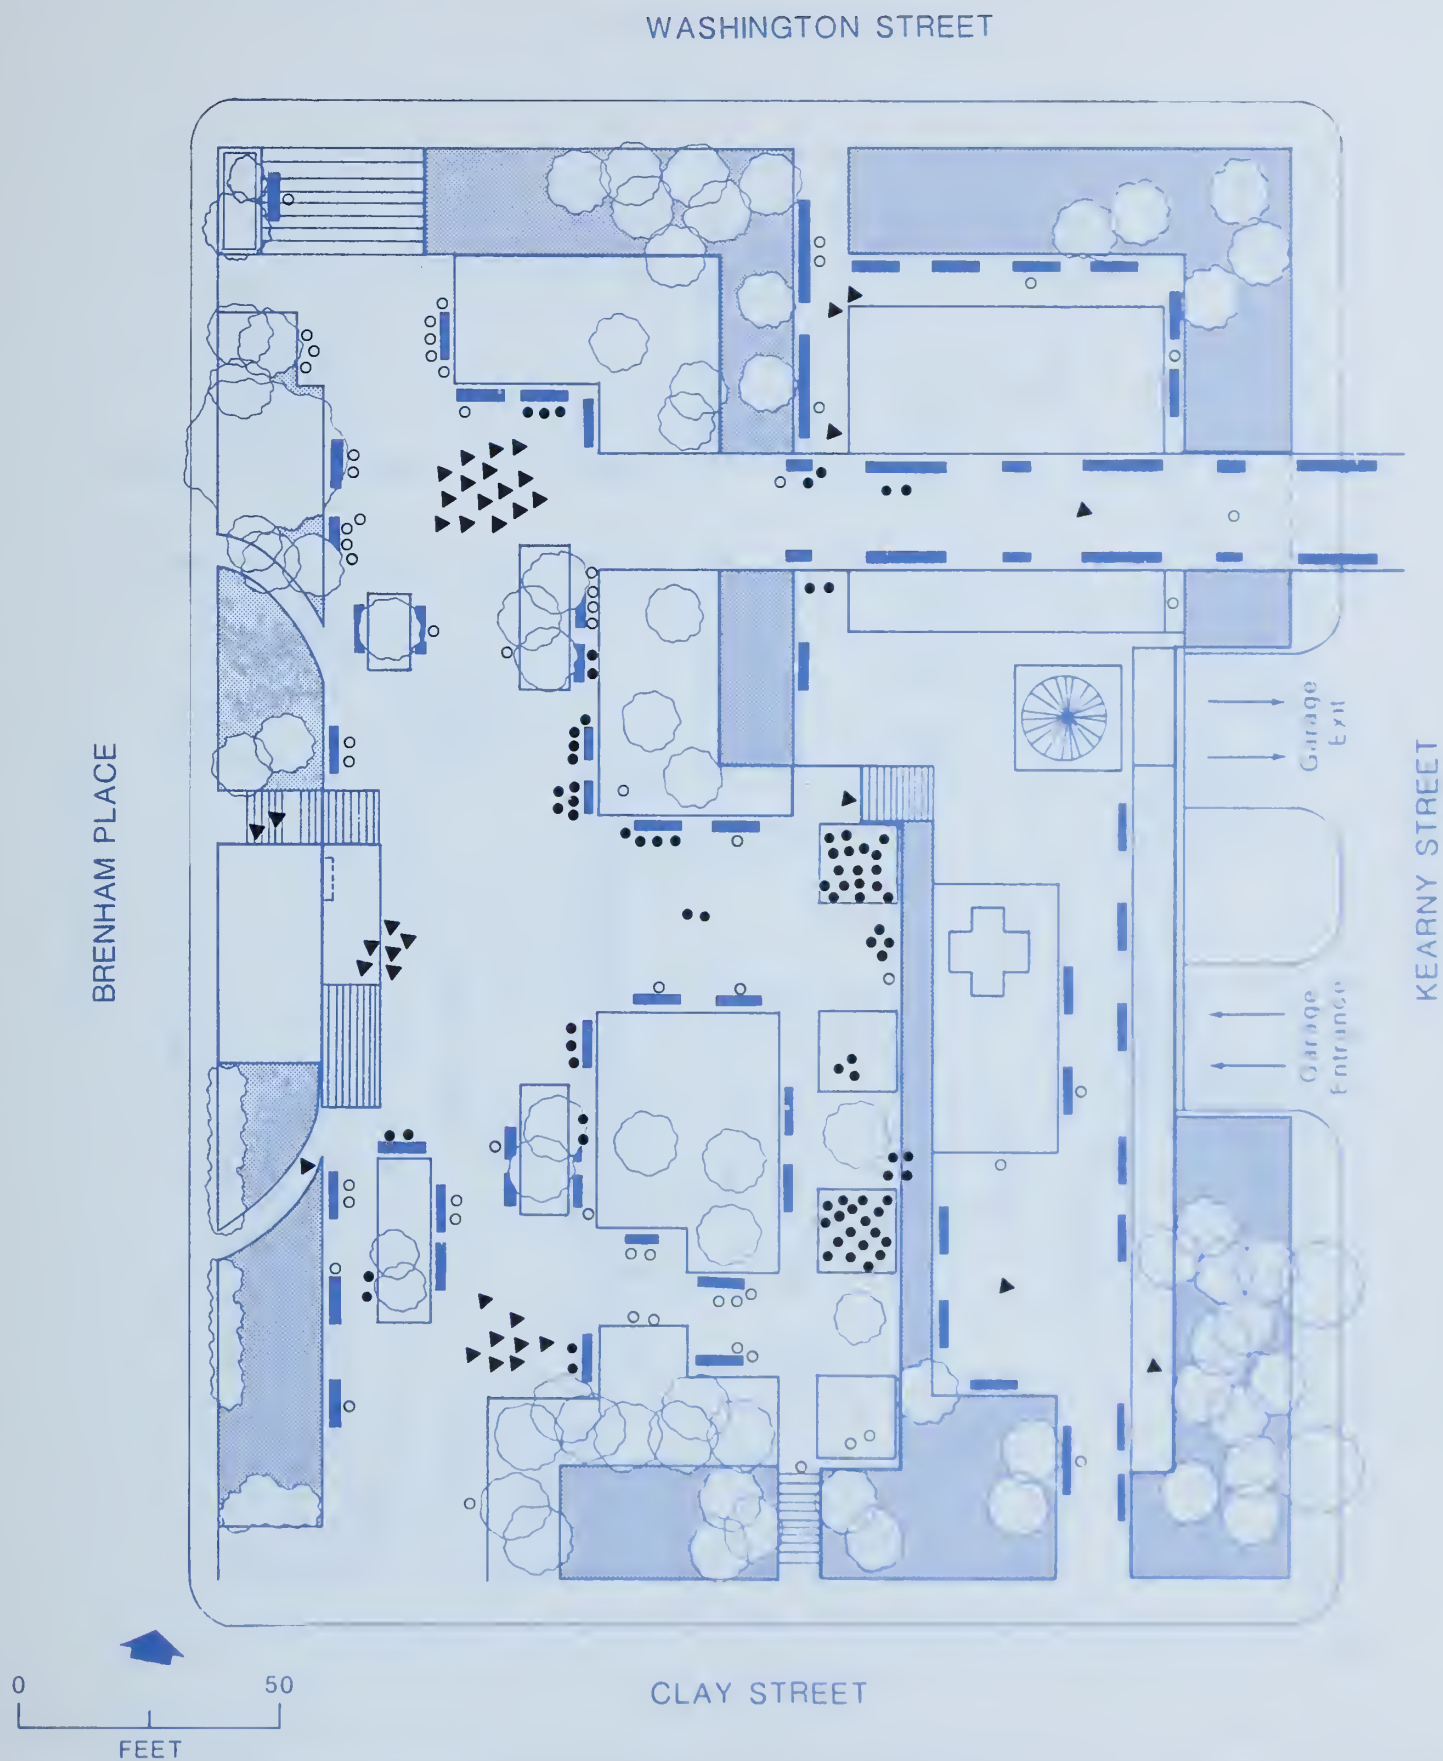 WASHINGTON STREET
BRENHAM PLACE
Garage
Exit
KEARNY STREET
Garage
Entrance
CLAY STREET
0 50
FEET